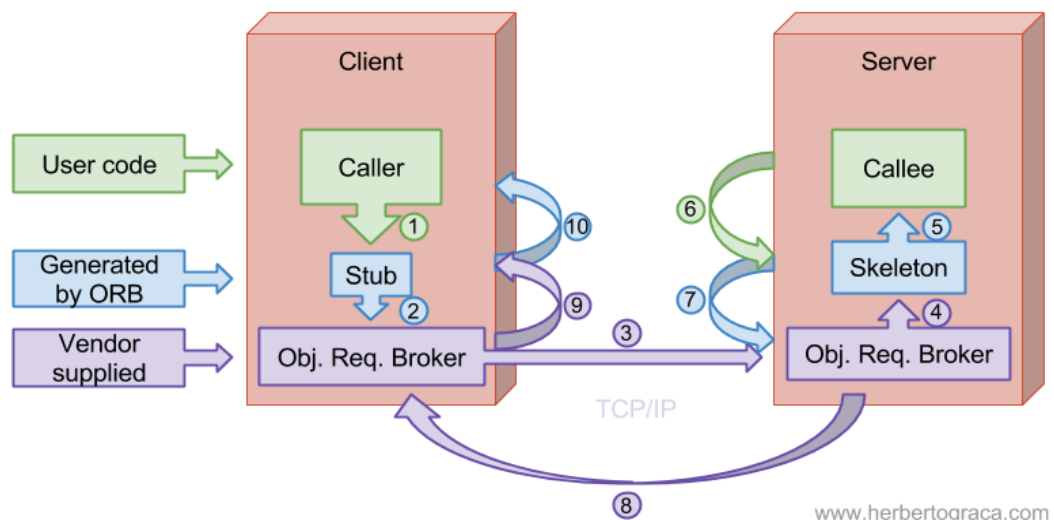 Client
Server
User code
Caller
Callee
1
6
10
5
Generated
by ORB
Stub
Skeleton
2
9
7
4
Vendor
supplied
Obj. Req. Broker
3
Obj. Req. Broker
TCP/IP
8
www.herbertograca.com